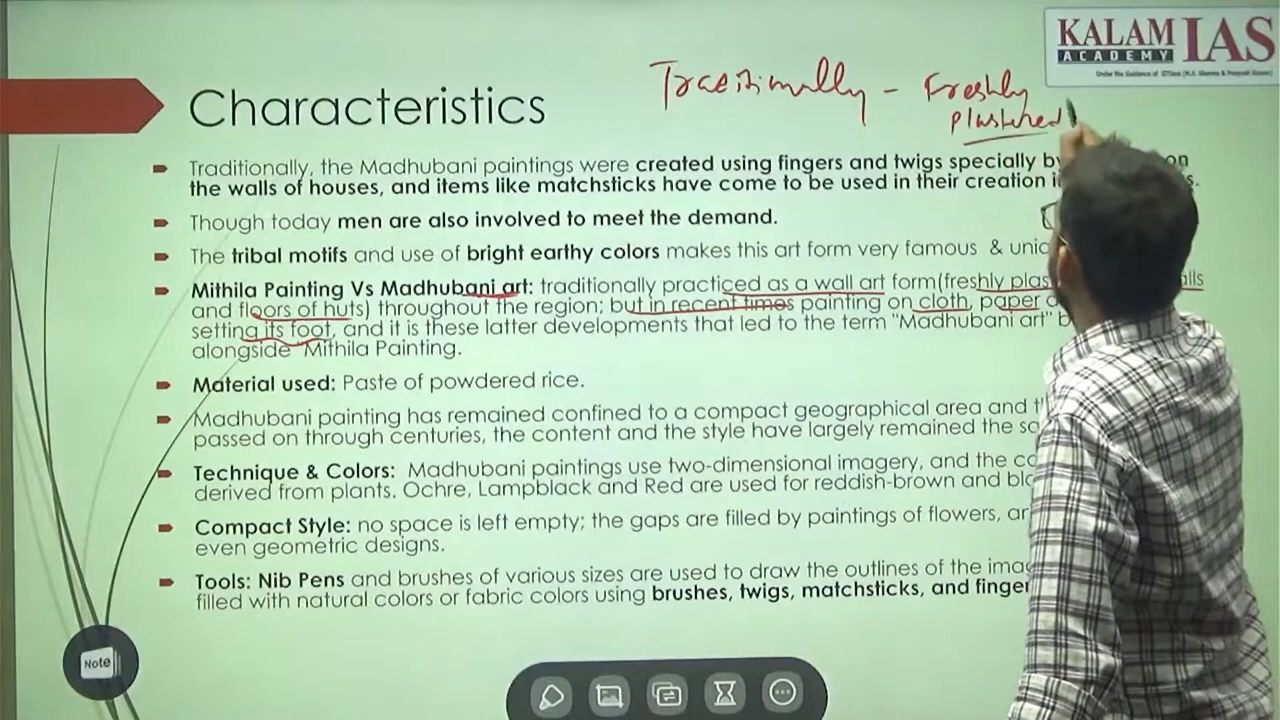 KALAM IAS
ACADEMY
Traditionally - Freshly
plastered
Characteristics
Traditionally, the Madhubani paintings were created using fingers and twigs specially by on
the walls of houses, and items like matchsticks have come to be used in their creation
Though today men are also involved to meet the demand.
The tribal motifs and use of bright earthy colors makes this art form very famous & 
Mithila Painting Vs Madhubani art: traditionally practiced as a wall art form(freshly
and floors of huts) throughout the region; but in recent times painting on cloth, paper
setting its foot, and it is these latter developments that led to the term "Madhubani art"
alongside Mithila Painting.
Material used: Paste of powdered rice.
Madhubani painting has remained confined to a compact geographical area and
passed on through centuries, the content and the style have largely remained the
Technique & Colors: Madhubani paintings use two-dimensional imagery, and the
derived from plants. Ochre, Lampblack and Red are used for reddish-brown and
Compact Style: no space is left empty; the gaps are filled by paintings of flowers,
even geometric designs.
Tools: Nib Pens and brushes of various sizes are used to draw the outlines of the
filled with natural colors or fabric colors using brushes, twigs, matchsticks, and
Note